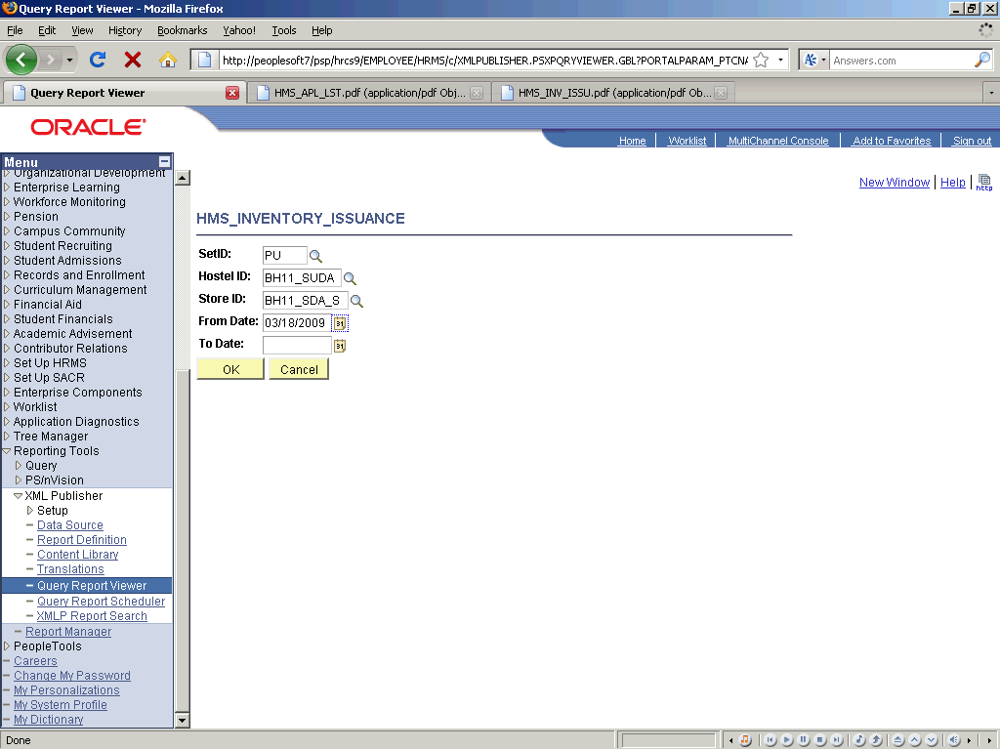 Query Report Viewer - Mozilla Firefox
File Edit View History Bookmarks Yahoo! Tools Help
http://peoplesoft7/psp/hrcs9/EMPLOYEE/HRMS/c/XMLPUBLISHER.PSXPQRYVIEWER.GBL?PORTALPARAM_PTCNA
Answers.com
Query Report Viewer
HMS_APL_LST.pdf (application/pdf Obj...
HMS_INV_ISSU.pdf (application/pdf Ob...
ORACLE
Home Worklist MultiChannel Console Add to Favorites Sign out
New Window Help http
Menu
Organizational Development
Enterprise Learning
Workforce Monitoring
Pension
Campus Community
Student Recruiting
Student Admissions
Records and Enrollment
Curriculum Management
Financial Aid
Student Financials
Academic Advisement
Contributor Relations
Set Up HRMS
Set Up SACR
Enterprise Components
Worklist
Application Diagnostics
Tree Manager
Reporting Tools
Query
PS/nVision
XML Publisher
Setup
Data Source
Report Definition
Content Library
Translations
Query Report Viewer
Query Report Scheduler
XMLP Report Search
Report Manager
PeopleTools
Careers
Change My Password
My Personalizations
My System Profile
My Dictionary
HMS_INVENTORY_ISSUANCE
SetID: PU
Hostel ID: BH11_SUDA
Store ID: BH11_SDA_S
From Date: 03/18/2009 31
To Date: 31
OK Cancel
Done